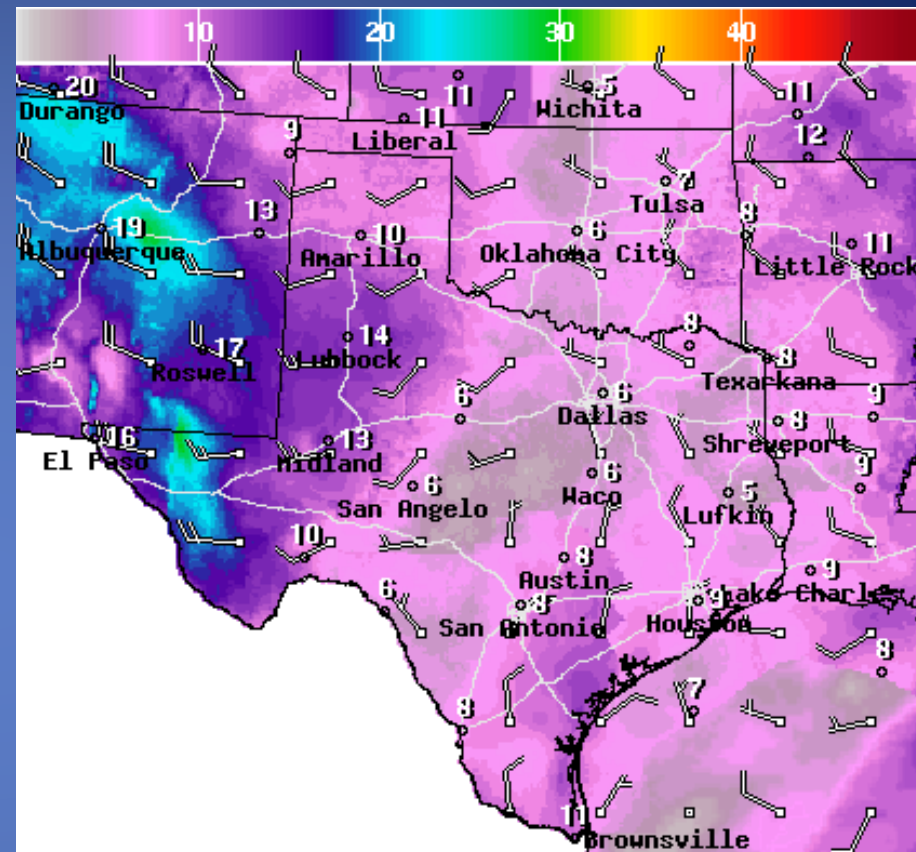 10 20 30 40
20
Durango
11
5
Wichita
11
11
Liberal
9
12
7
Tulsa
13
19
Albuquerque
10
Amarillo
6
Oklahoma City
8
11
Little Rock
17
Roswell
14
Lubbock
8
8
Texarkana
6
6
Dallas
9
16
El Paso
13
Midland
8
Shreveport
6
San Angelo
6
Waco
5
Lufkin
9
10
8
Austin
9
Lake Charles
6
8
San Antonio
9
Houston
8
8
7
11
Brownsville